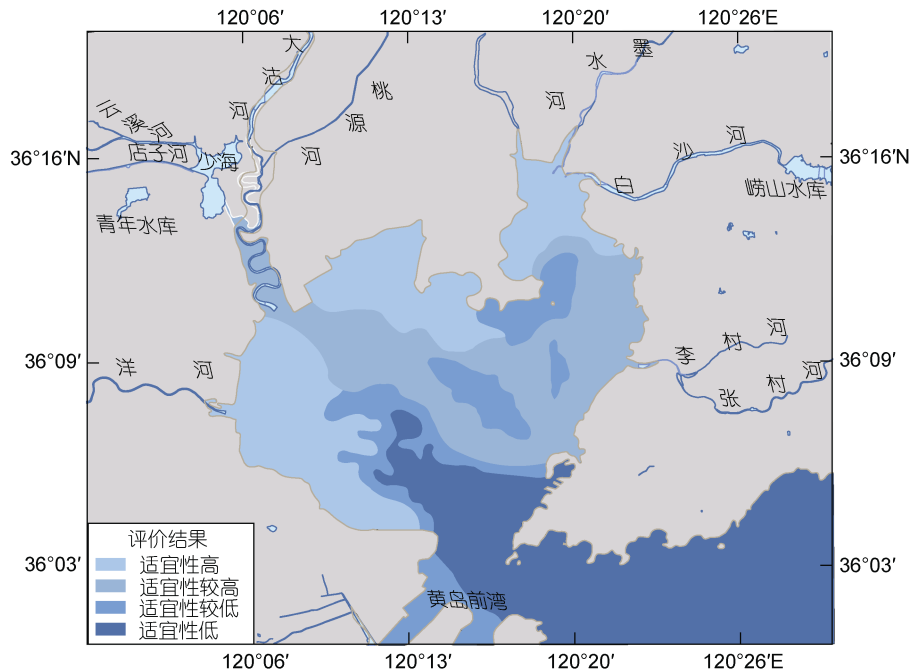 120°06′ 120°13′ 120°20′ 120°26′E
大沽河
桃源河
墨水河
云溪河
店子河
沙海
白沙河
36°16′N 36°16′N
崂山水库
青年水库
36°09′ 36°09′
洋河
李村河
张村河
评价结果
适宜性高
适宜性较高
适宜性较低
适宜性低
36°03′ 36°03′
黄岛前湾
120°06′ 120°13′ 120°20′ 120°26′E